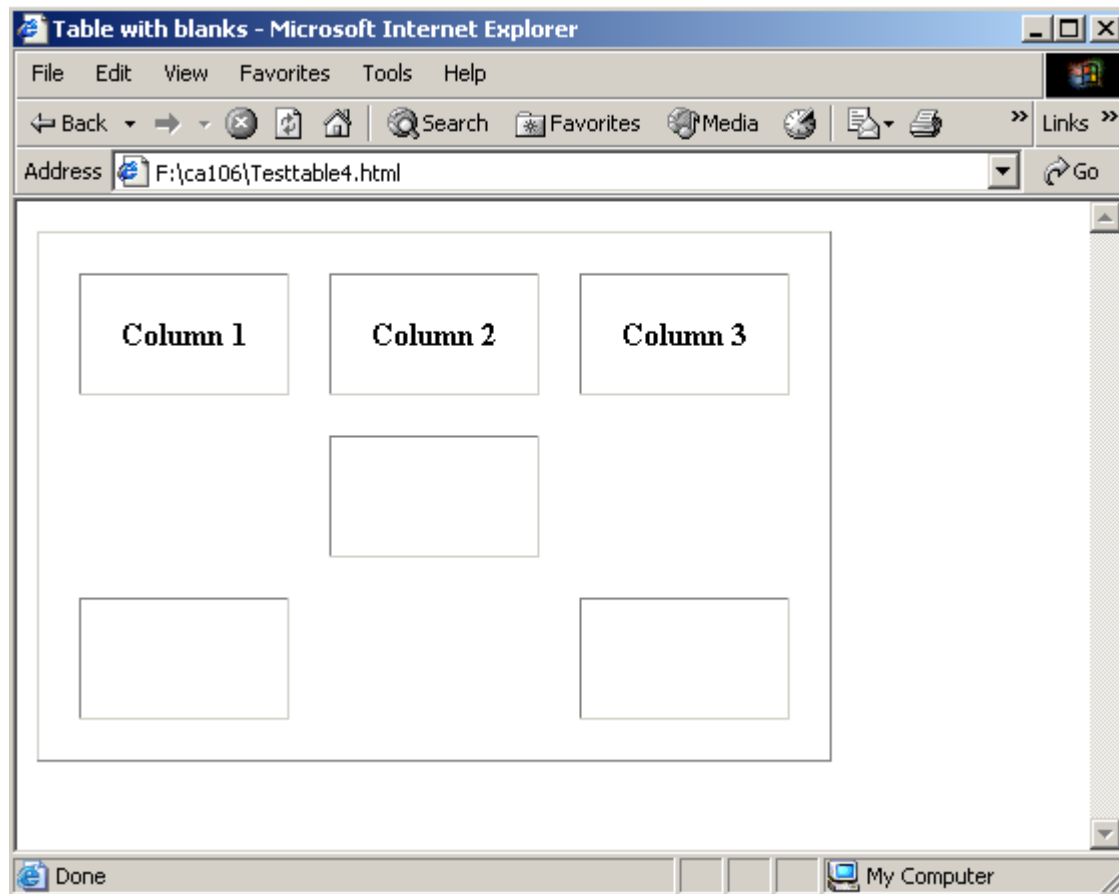 Table with blanks - Microsoft Internet Explorer
File Edit View Favorites Tools Help
Back Search Favorites Media » Links »
Address F:\ca106\Testtable4.html Go
Column 1 Column 2 Column 3
Done My Computer